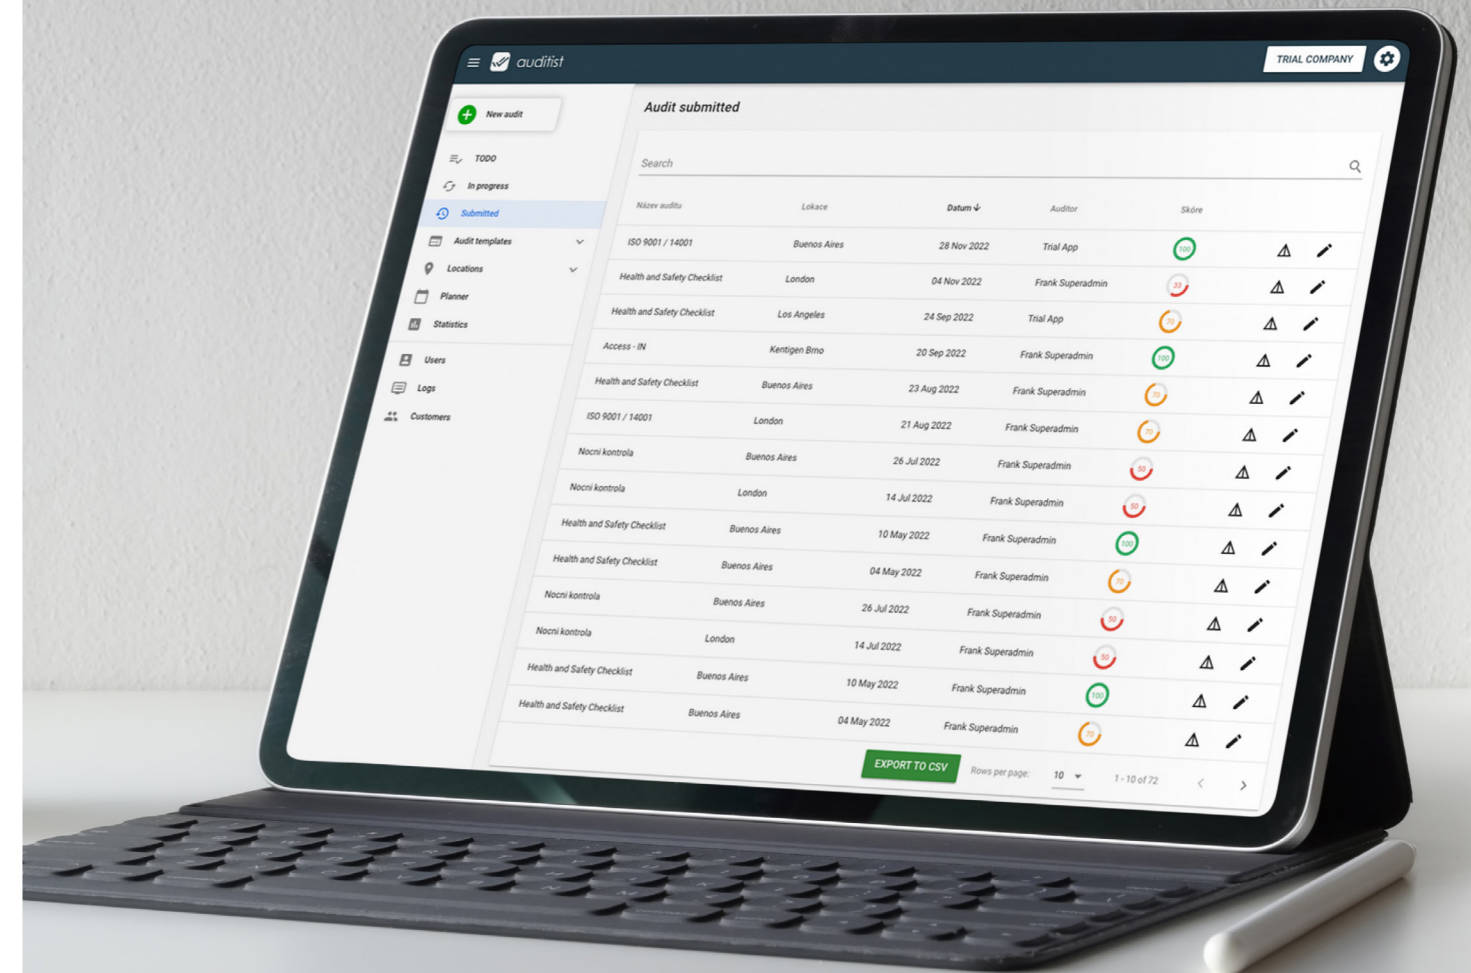 auditist
TRIAL COMPANY
New audit
TODO
In progress
Submitted
Audit templates
Locations
Planner
Statistics
Users
Logs
Customers
Audit submitted
Search
Název auditu Lokace Datum Auditor Skóre
ISO 9001 / 14001 Buenos Aires 28 Nov 2022 Trial App 100
Health and Safety Checklist London 04 Nov 2022 Frank Superadmin 33
Health and Safety Checklist Los Angeles 24 Sep 2022 Trial App 70
Access - IN Kentigen Brno 20 Sep 2022 Frank Superadmin 100
Health and Safety Checklist Buenos Aires 23 Aug 2022 Frank Superadmin 70
ISO 9001 / 14001 London 21 Aug 2022 Frank Superadmin 70
Nocni kontrola Buenos Aires 26 Jul 2022 Frank Superadmin 50
Nocni kontrola London 14 Jul 2022 Frank Superadmin 50
Health and Safety Checklist Buenos Aires 10 May 2022 Frank Superadmin 100
Health and Safety Checklist Buenos Aires 04 May 2022 Frank Superadmin 70
Nocni kontrola Buenos Aires 26 Jul 2022 Frank Superadmin 50
Nocni kontrola London 14 Jul 2022 Frank Superadmin 50
Health and Safety Checklist Buenos Aires 10 May 2022 Frank Superadmin 100
Health and Safety Checklist Buenos Aires 04 May 2022 Frank Superadmin 70
EXPORT TO CSV Rows per page: 10 1 - 10 of 72